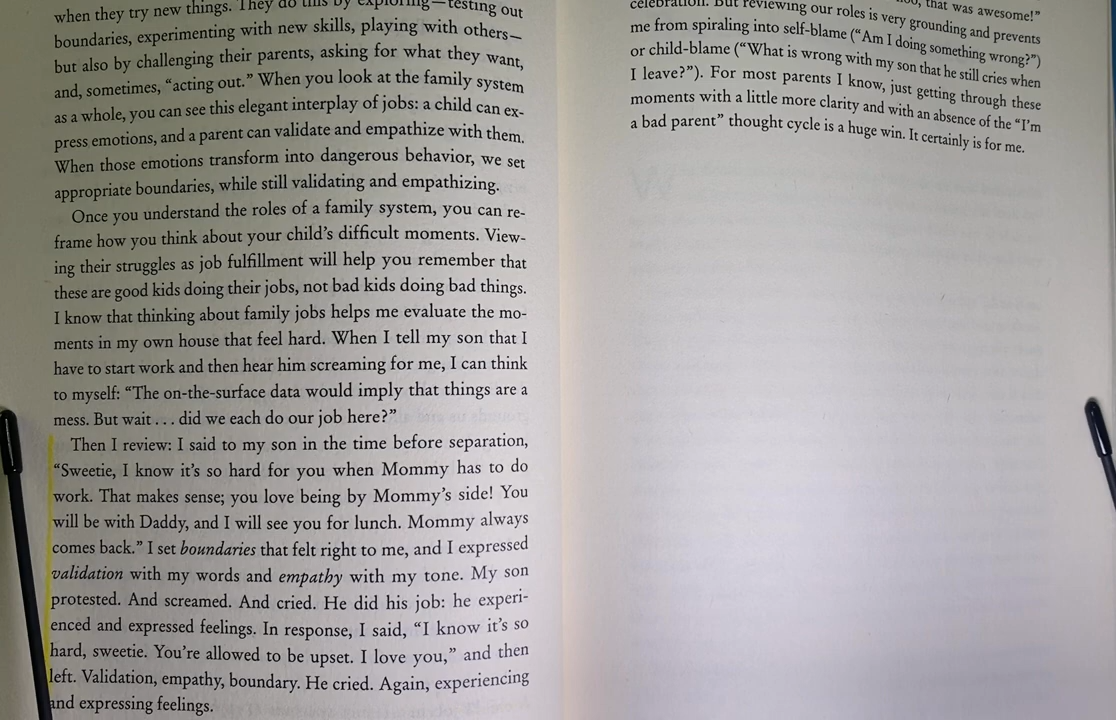 when they try new things. They do this by exploring—testing out
boundaries, experimenting with new skills, playing with others—
but also by challenging their parents, asking for what they want,
and, sometimes, “acting out.” When you look at the family system
as a whole, you can see this elegant interplay of jobs: a child can ex-
press emotions, and a parent can validate and empathize with them.
When those emotions transform into dangerous behavior, we set
appropriate boundaries, while still validating and empathizing.
Once you understand the roles of a family system, you can re-
frame how you think about your child’s difficult moments. View-
ing their struggles as job fulfillment will help you remember that
these are good kids doing their jobs, not bad kids doing bad things.
I know that thinking about family jobs helps me evaluate the mo-
ments in my own house that feel hard. When I tell my son that I
have to start work and then hear him screaming for me, I can think
to myself: “The on-the-surface data would imply that things are a
mess. But wait . . . did we each do our job here?”
Then I review: I said to my son in the time before separation,
“Sweetie, I know it’s so hard for you when Mommy has to do
work. That makes sense; you love being by Mommy’s side! You
will be with Daddy, and I will see you for lunch. Mommy always
comes back.” I set boundaries that felt right to me, and I expressed
validation with my words and empathy with my tone. My son
protested. And screamed. And cried. He did his job: he experi-
enced and expressed feelings. In response, I said, “I know it’s so
hard, sweetie. You’re allowed to be upset. I love you,” and then
left. Validation, empathy, boundary. He cried. Again, experiencing
and expressing feelings.
that was awesome!”
celebration. But reviewing our roles is very grounding and prevents
me from spiraling into self-blame (“Am I doing something wrong?”)
or child-blame (“What is wrong with my son that he still cries when
I leave?”). For most parents I know, just getting through these
moments with a little more clarity and with an absence of the “I’m
a bad parent” thought cycle is a huge win. It certainly is for me.